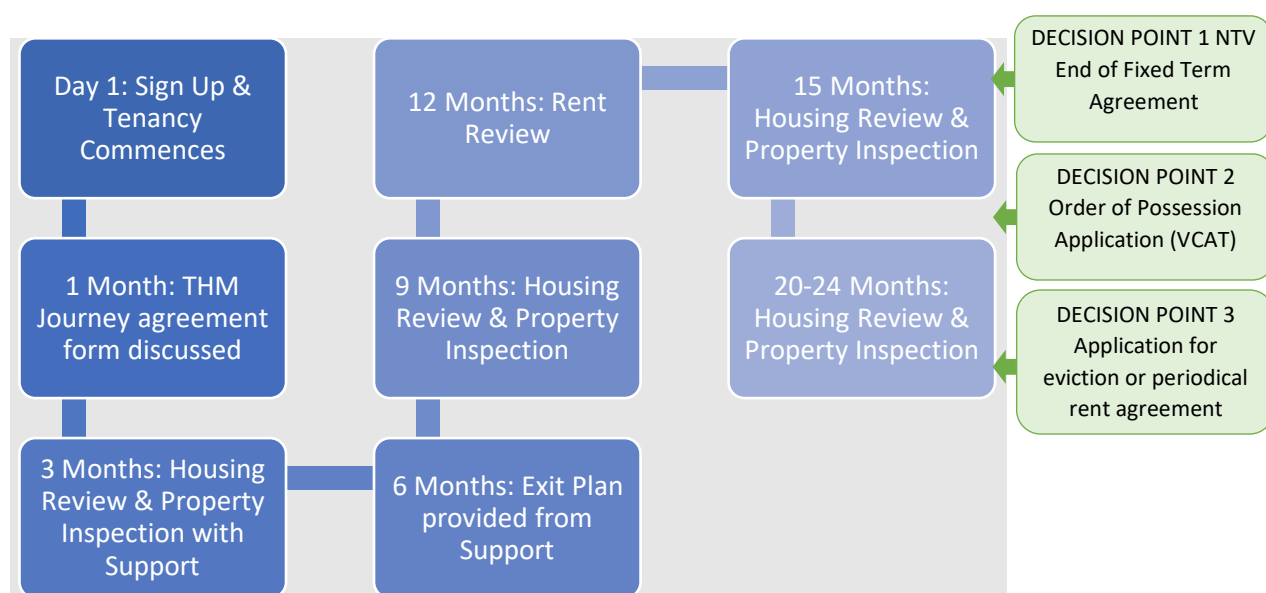 Day 1: Sign Up &
Tenancy
Commences
1 Month: THM
Journey agreement
form discussed
3 Months: Housing
Review & Property
Inspection with
Support
6 Months: Exit Plan
provided from
Support
9 Months: Housing
Review & Property
Inspection
12 Months: Rent
Review
15 Months:
Housing Review &
Property Inspection
20-24 Months:
Housing Review &
Property Inspection
DECISION POINT 1 NTV
End of Fixed Term
Agreement
DECISION POINT 2
Order of Possession
Application (VCAT)
DECISION POINT 3
Application for
eviction or periodical
rent agreement